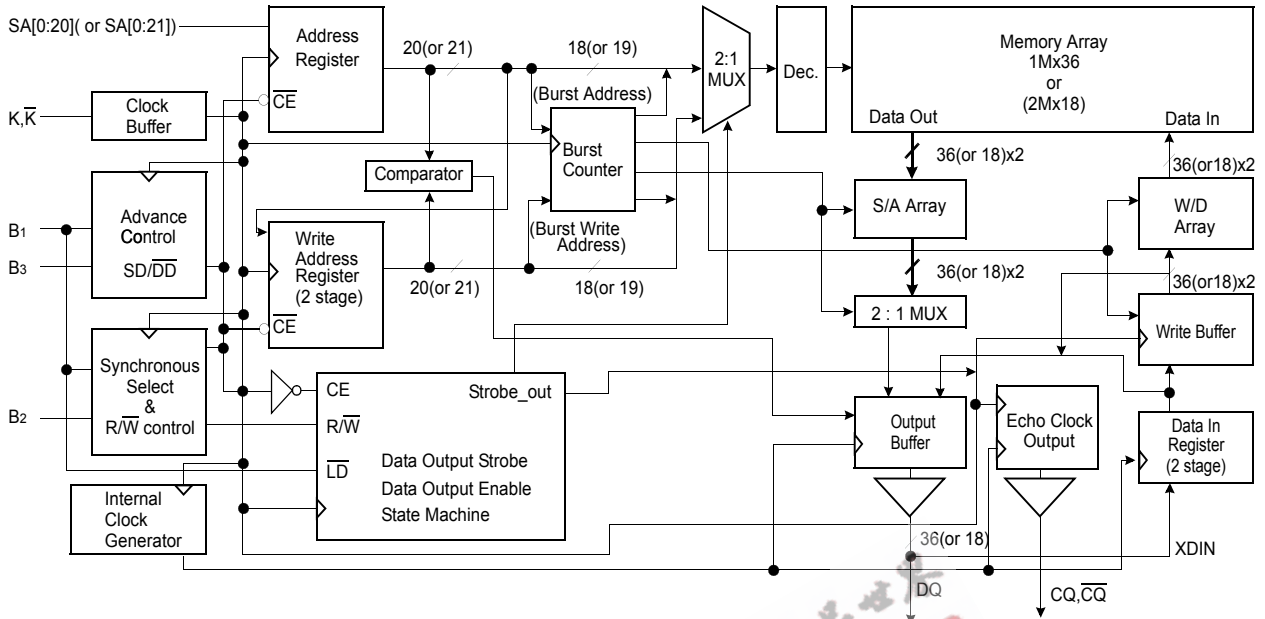 SA[0:20]( or SA[0:21])
Address
Register
CE
20(or 21)
18(or 19)
2:1
MUX
Dec.
Memory Array
1Mx36
or
(2Mx18)
Data Out
Data In
K,K
Clock
Buffer
(Burst Address)
Burst
Counter
(Burst Write
Address)
Comparator
36(or 18)x2
36(or18)x2
S/A Array
W/D
Array
B1
B3
Advance
Control
SD/DD
Write
Address
Register
(2 stage)
CE
20(or 21)
18(or 19)
36(or 18)x2
36(or18)x2
2 : 1 MUX
Write Buffer
B2
Synchronous
Select
&
R/W control
CE
R/W
LD
Strobe_out
Data Output Strobe
Data Output Enable
State Machine
Output
Buffer
Echo Clock
Output
Data In
Register
(2 stage)
Internal
Clock
Generator
36(or 18)
XDIN
DQ
CQ,CQ